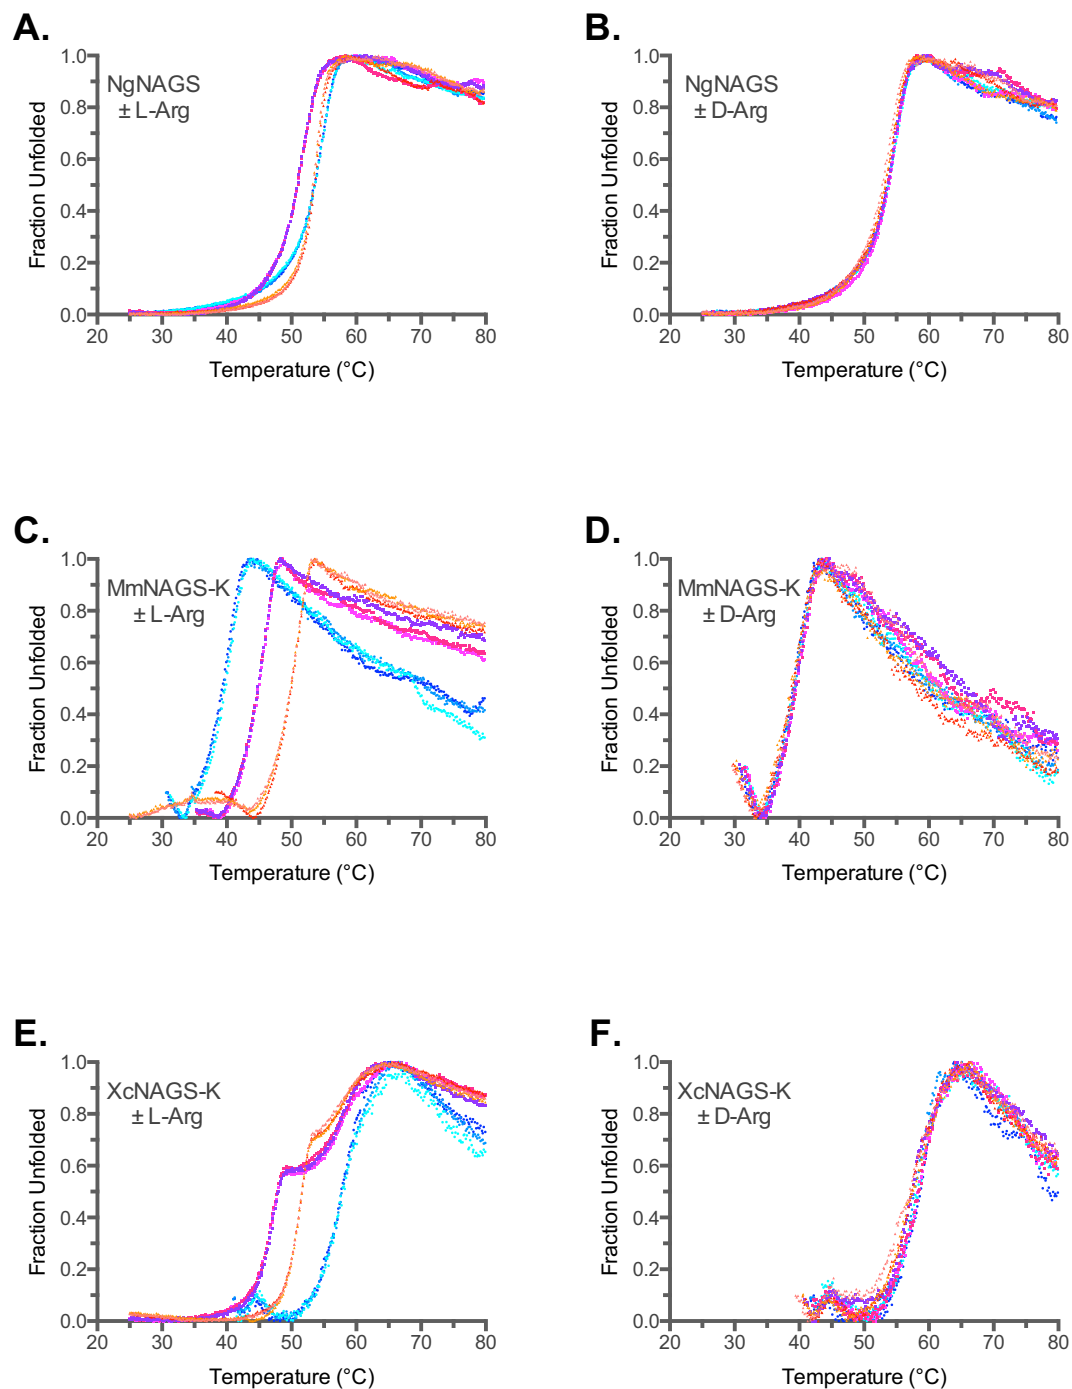 A.
1.0
0.8
0.6
0.4
0.2
0.0
Fraction Unfolded
NgNAGS
± L-Arg
20 30 40 50 60 70 80
Temperature (°C)
B.
1.0
0.8
0.6
0.4
0.2
0.0
Fraction Unfolded
NgNAGS
± D-Arg
20 30 40 50 60 70 80
Temperature (°C)
C.
1.0
0.8
0.6
0.4
0.2
0.0
Fraction Unfolded
MmNAGS-K
± L-Arg
20 30 40 50 60 70 80
Temperature (°C)
D.
1.0
0.8
0.6
0.4
0.2
0.0
Fraction Unfolded
MmNAGS-K
± D-Arg
20 30 40 50 60 70 80
Temperature (°C)
E.
1.0
0.8
0.6
0.4
0.2
0.0
Fraction Unfolded
XcNAGS-K
± L-Arg
20 30 40 50 60 70 80
Temperature (°C)
F.
1.0
0.8
0.6
0.4
0.2
0.0
Fraction Unfolded
XcNAGS-K
± D-Arg
20 30 40 50 60 70 80
Temperature (°C)